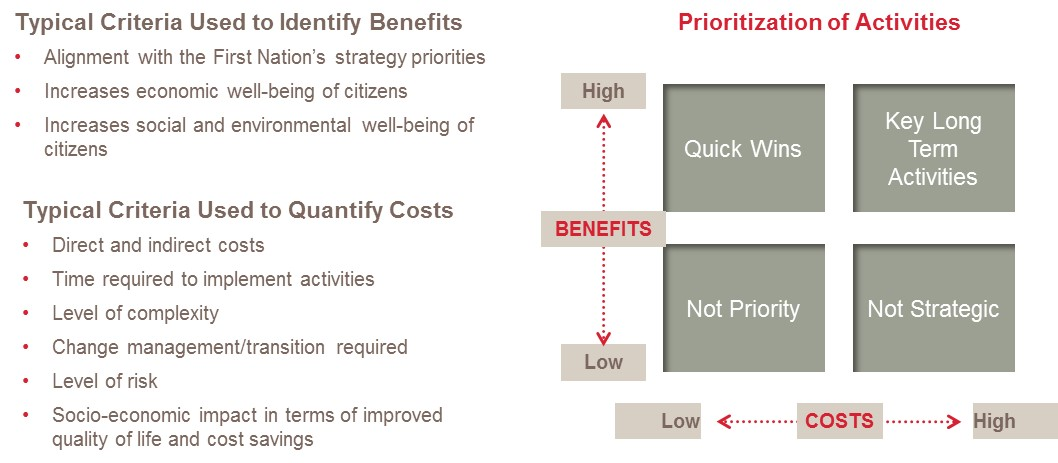 Typical Criteria Used to Identify Benefits
• Alignment with the First Nation's strategy priorities
• Increases economic well-being of citizens
• Increases social and environmental well-being of
citizens
Typical Criteria Used to Quantify Costs
• Direct and indirect costs
• Time required to implement activities
• Level of complexity
• Change management/transition required
• Level of risk
• Socio-economic impact in terms of improved
quality of life and cost savings
Prioritization of Activities
High
Quick Wins
Key Long
Term
Activities
BENEFITS
Not Priority
Not Strategic
Low
Low
COSTS
High